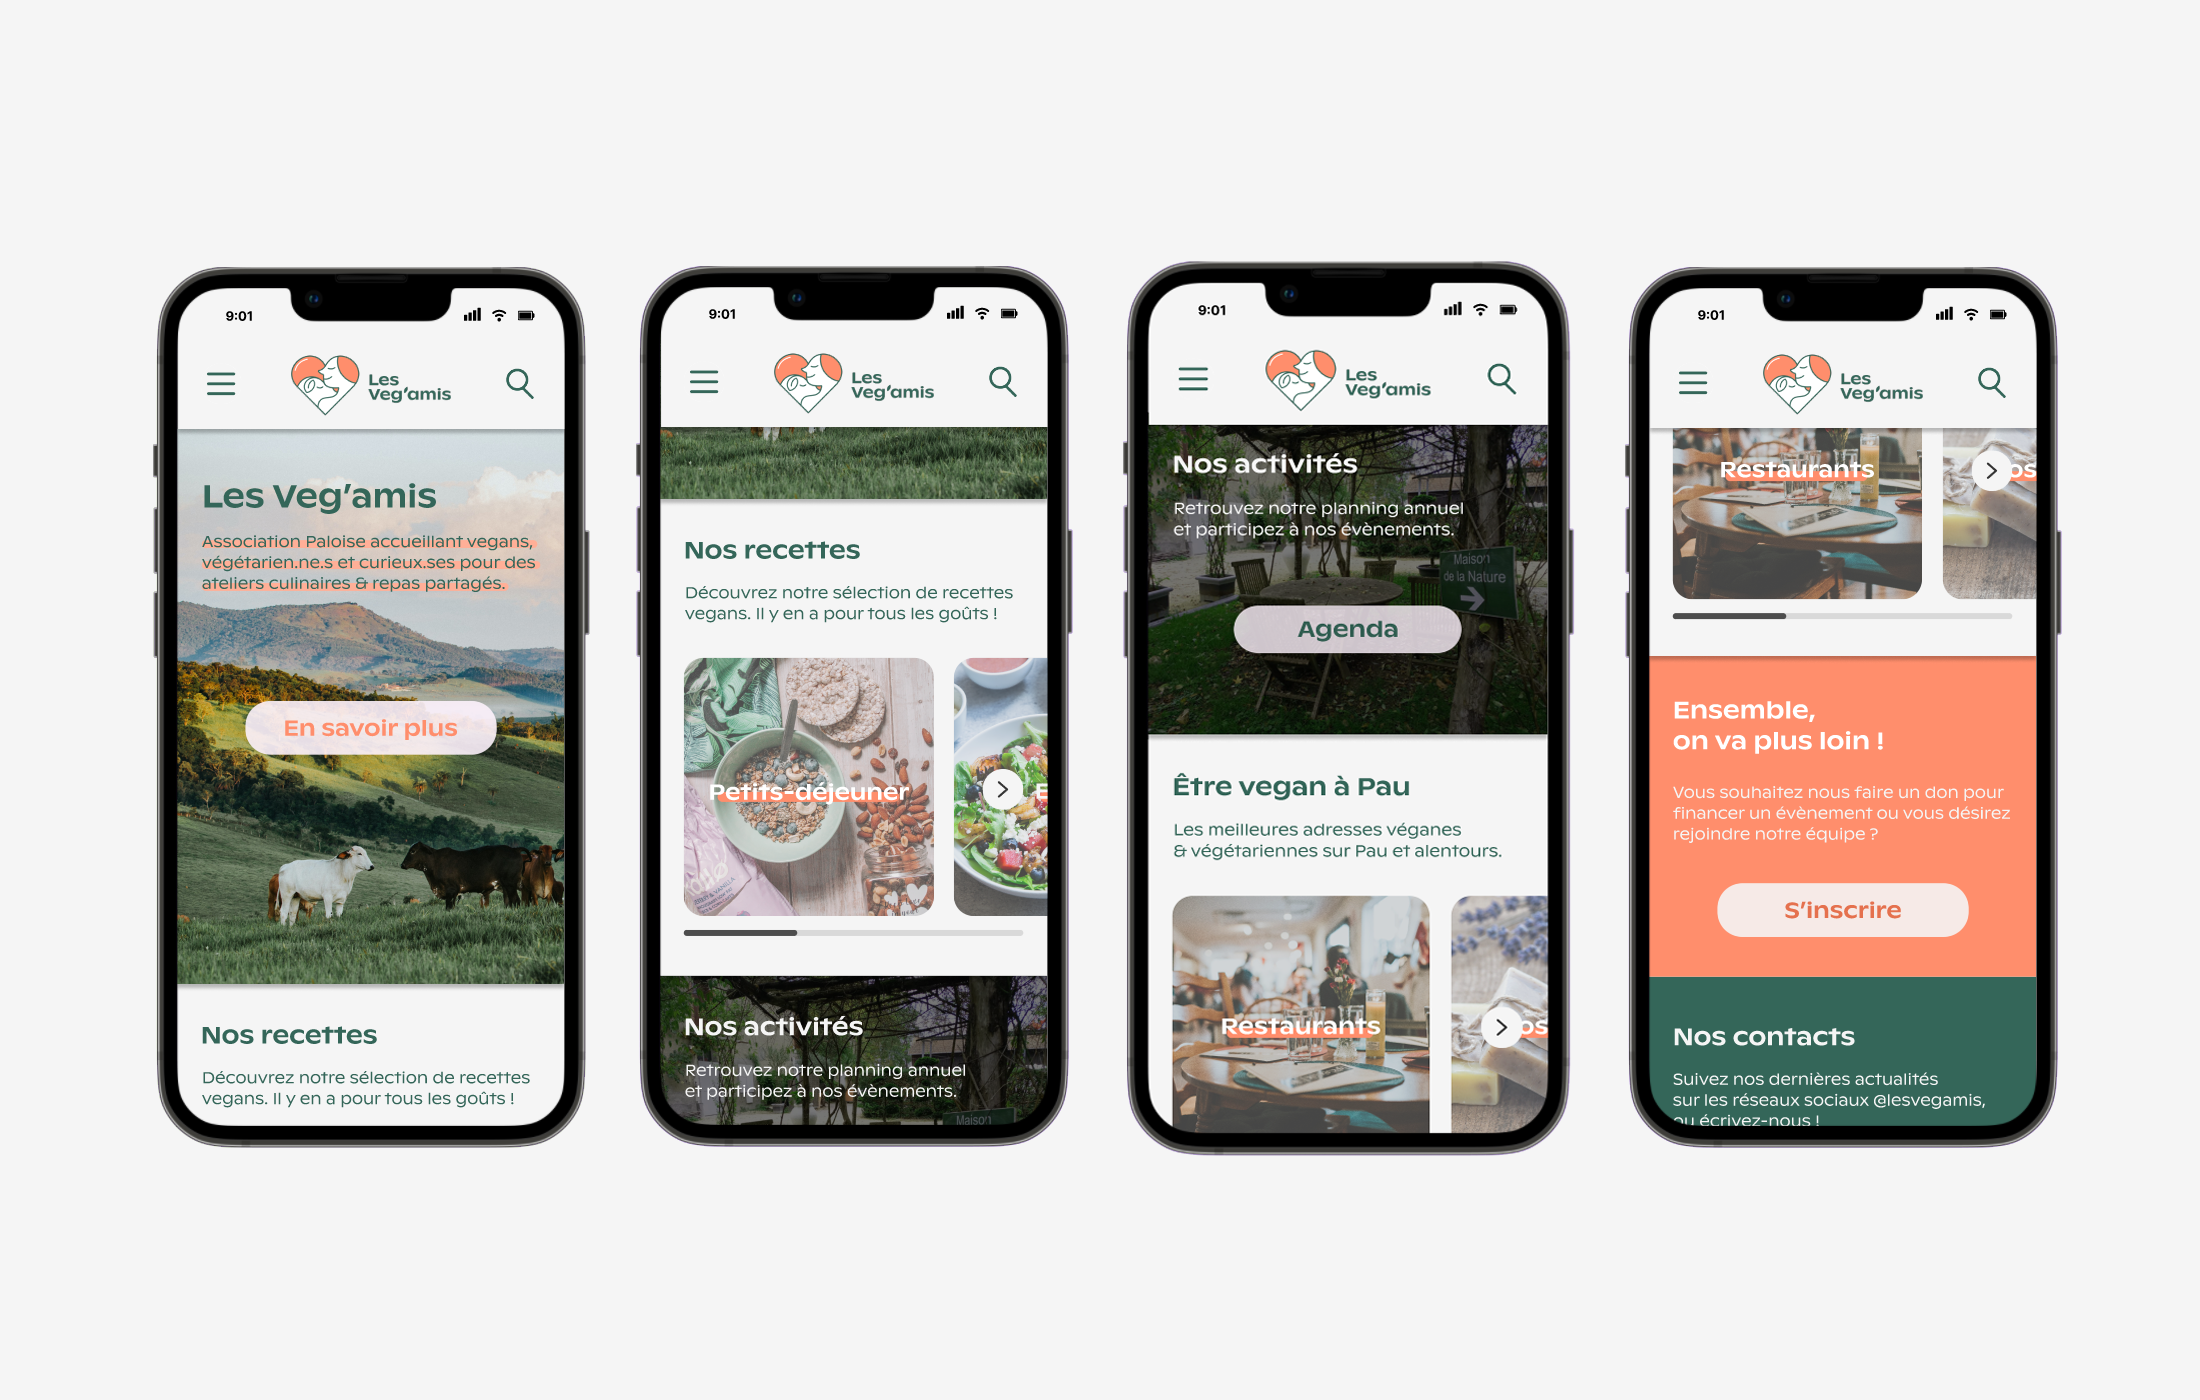 9:01
Les
Veg'amis
Les Veg'amis
Association Paloise accueillant vegans,
végétarien.ne.s et curieux.ses pour des
ateliers culinaires & repas partagés.
En savoir plus
Nos recettes
Découvrez notre sélection de recettes
vegans. Il y en a pour tous les goûts !
9:01
Les
Veg'amis
Nos recettes
Découvrez notre sélection de recettes
vegans. Il y en a pour tous les goûts !
Petits-déjeuner
E
Nos activités
Retrouvez notre planning annuel
et participez à nos évènements.
Maison
9:01
Les
Veg'amis
Nos activités
Retrouvez notre planning annuel
et participez à nos évènements.
Maison
de la Nature
Agenda
Être vegan à Pau
Les meilleures adresses véganes
& végétariennes sur Pau et alentours.
Restaurants
os
9:01
Les
Veg'amis
Restaurants
os
Ensemble,
on va plus loin !
Vous souhaitez nous faire un don pour
financer un évènement ou vous désirez
rejoindre notre équipe ?
S'inscrire
Nos contacts
Suivez nos dernières actualités
sur les réseaux sociaux @lesvegamis,
ou écrivez-nous !